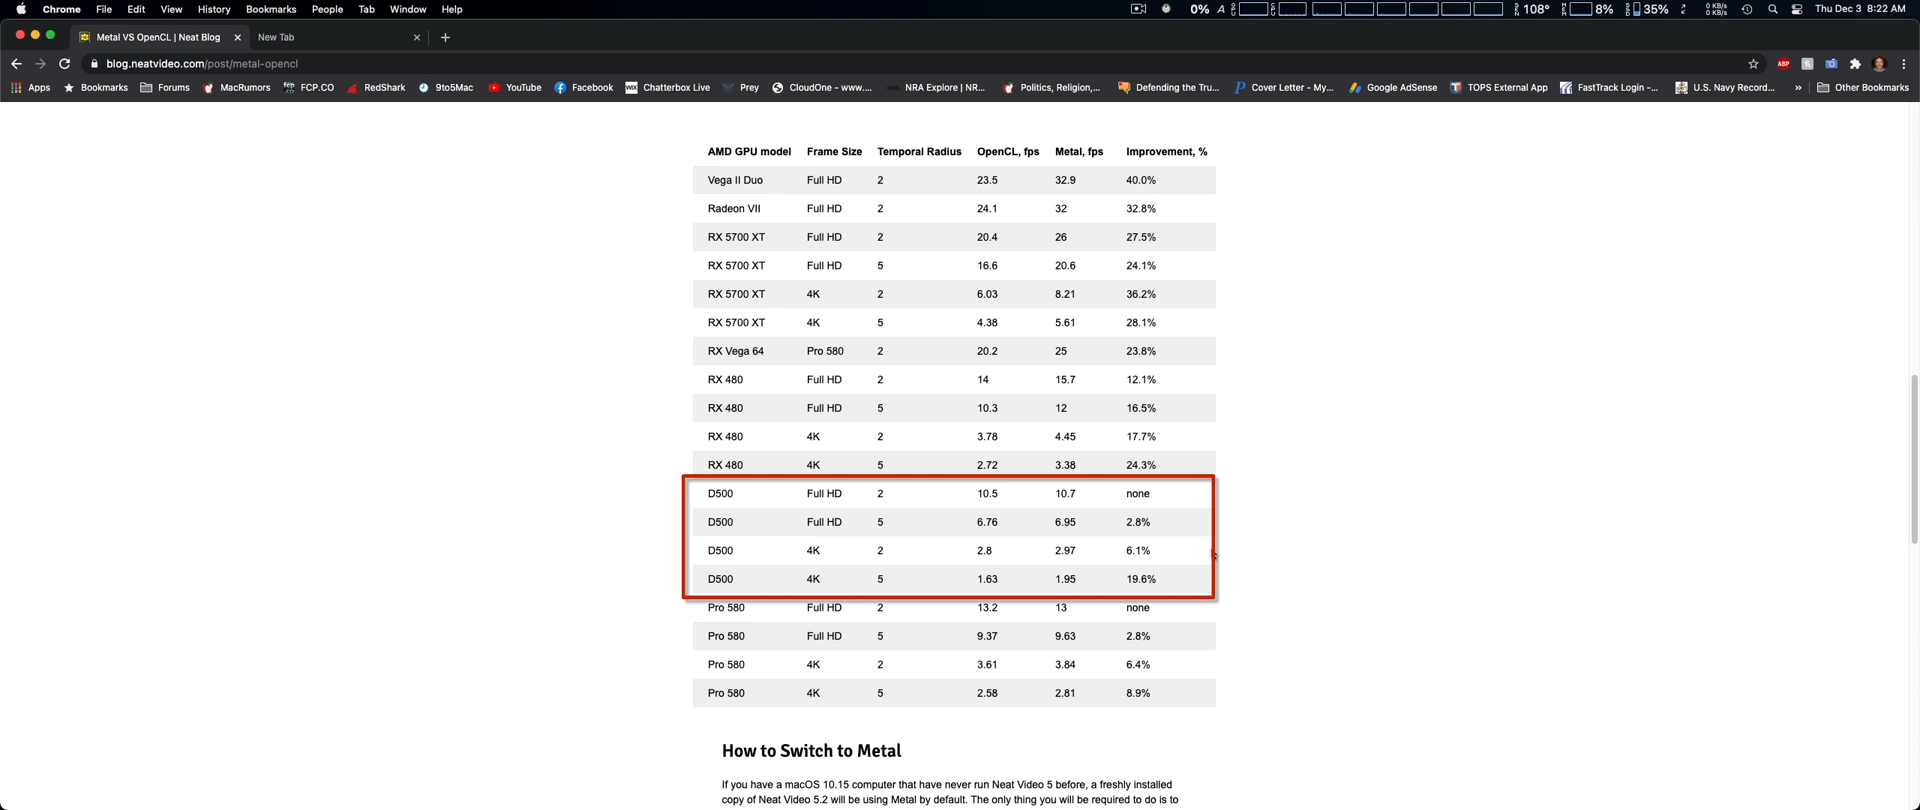 Chrome File Edit View History Bookmarks People Tab Window Help 0% 108° 8% 35% 0 KB/s 0 KB/s Thu Dec 3 8:22 AM
Metal VS OpenCL | Neat Blog New Tab
blog.neatvideo.com/post/metal-opencl ABP
Apps Bookmarks Forums MacRumors FCP.CO RedShark 9to5Mac YouTube Facebook Chatterbox Live Prey CloudOne - www.... NRA Explore | NR... Politics, Religion,... Defending the Tru... Cover Letter - My... Google AdSense TOPS External App FastTrack Login -... U.S. Navy Record... » Other Bookmarks
AMD GPU model Frame Size Temporal Radius OpenCL, fps Metal, fps Improvement, %
Vega II Duo Full HD 2 23.5 32.9 40.0%
Radeon VII Full HD 2 24.1 32 32.8%
RX 5700 XT Full HD 2 20.4 26 27.5%
RX 5700 XT Full HD 5 16.6 20.6 24.1%
RX 5700 XT 4K 2 6.03 8.21 36.2%
RX 5700 XT 4K 5 4.38 5.61 28.1%
RX Vega 64 Pro 580 2 20.2 25 23.8%
RX 480 Full HD 2 14 15.7 12.1%
RX 480 Full HD 5 10.3 12 16.5%
RX 480 4K 2 3.78 4.45 17.7%
RX 480 4K 5 2.72 3.38 24.3%
D500 Full HD 2 10.5 10.7 none
D500 Full HD 5 6.76 6.95 2.8%
D500 4K 2 2.8 2.97 6.1%
D500 4K 5 1.63 1.95 19.6%
Pro 580 Full HD 2 13.2 13 none
Pro 580 Full HD 5 9.37 9.63 2.8%
Pro 580 4K 2 3.61 3.84 6.4%
Pro 580 4K 5 2.58 2.81 8.9%
How to Switch to Metal
If you have a macOS 10.15 computer that have never run Neat Video 5 before, a freshly installed
copy of Neat Video 5.2 will be using Metal by default. The only thing you will be required to do is to